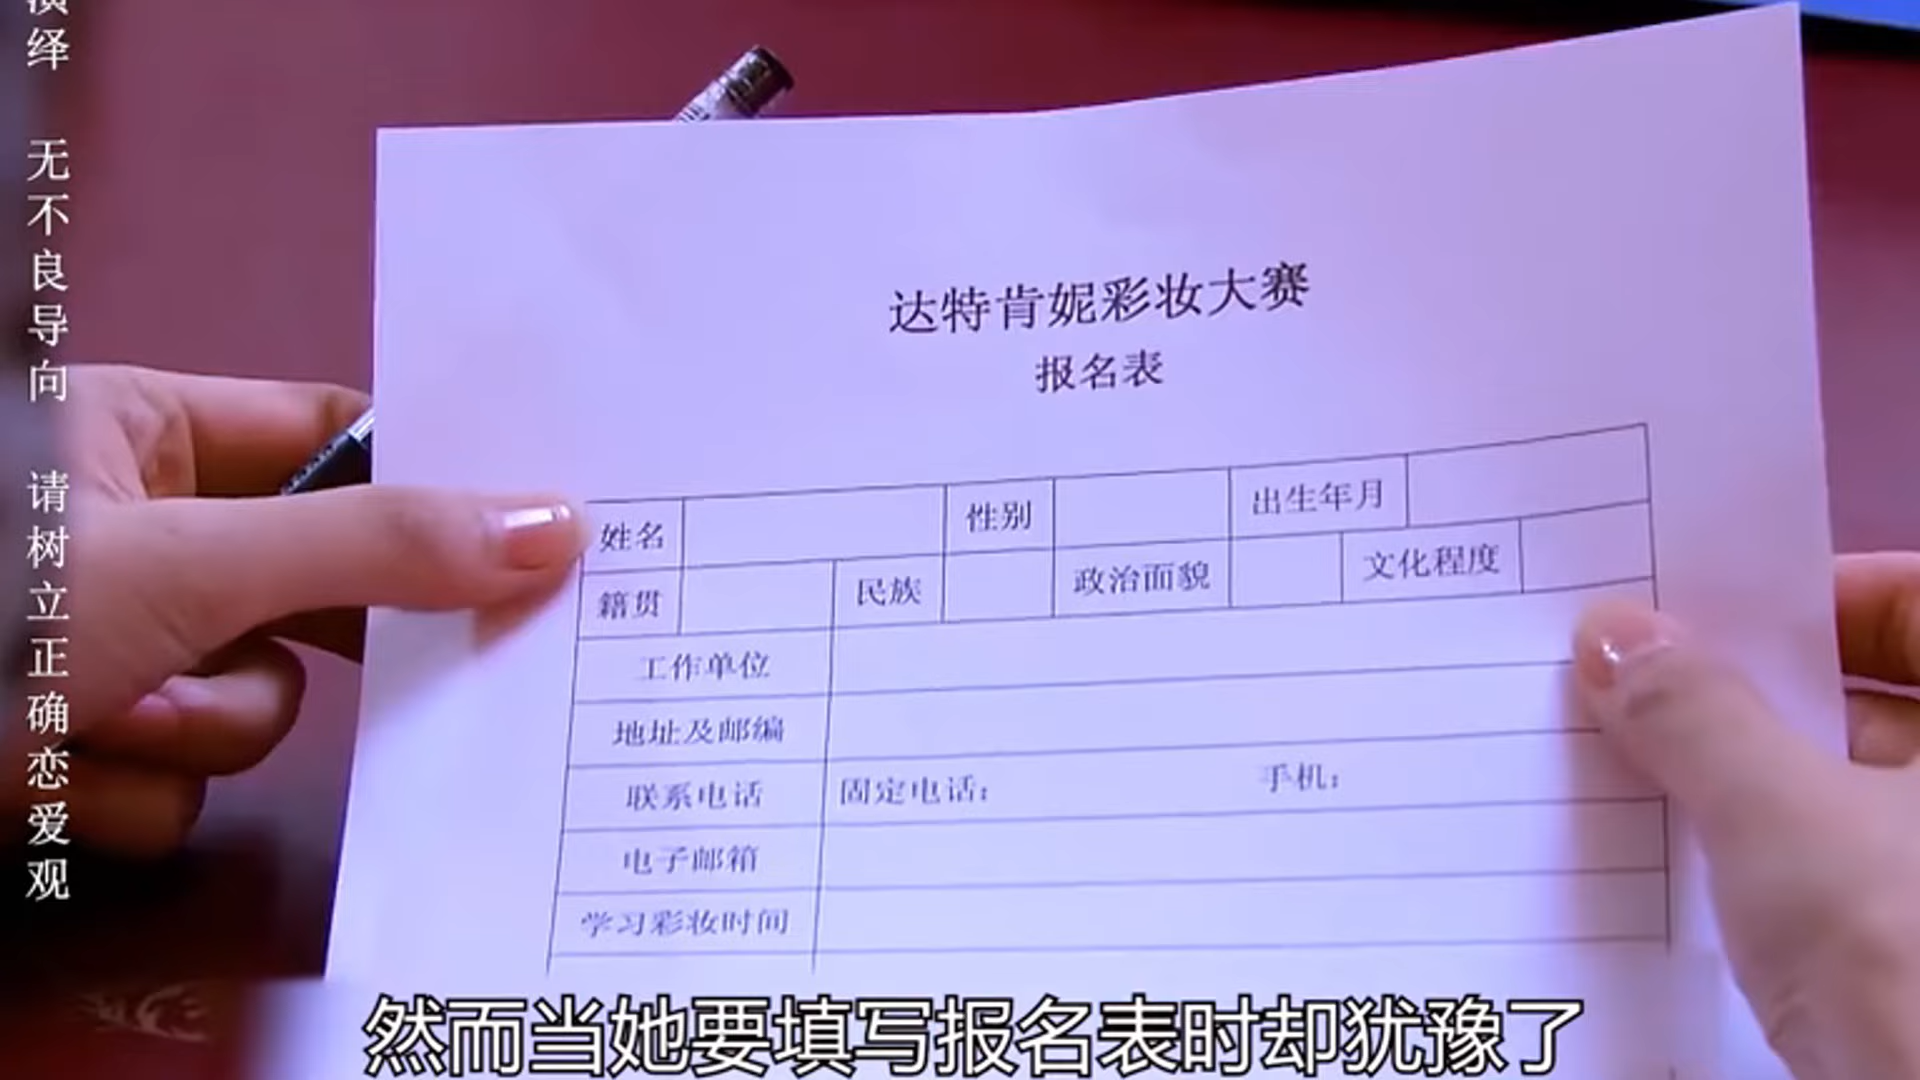 绎 无不良导向 请树立正确恋爱观
达特肯妮彩妆大赛
报名表
姓名 性别 出生年月
籍贯 民族 政治面貌 文化程度
工作单位
地址及邮编
联系电话 固定电话： 手机：
电子邮箱
学习彩妆时间
然而当她要填写报名表时却犹豫了